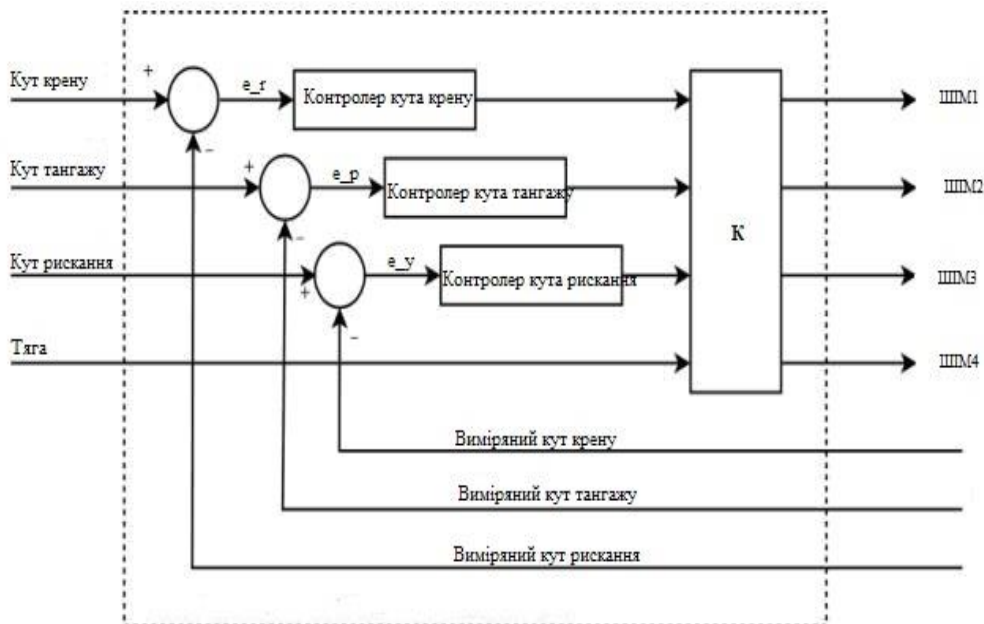 Кут крену
+
e_r
Контролер кута крену
ШІМ1
–
Кут тангажу
+
e_p
Контролер кута тангажу
ШІМ2
–
К
Кут рискання
+
e_y
Контролер кута рискання
ШІМ3
–
Тяга
ШІМ4
Виміряний кут крену
Виміряний кут тангажу
Виміряний кут рискання